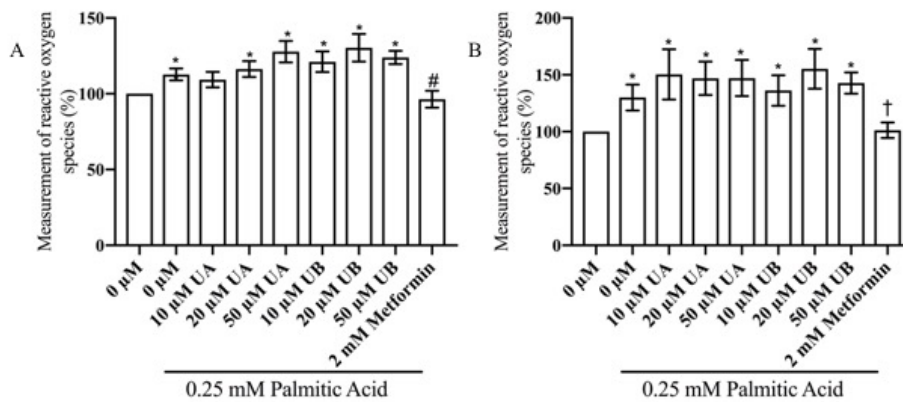 A
Measurement of reactive oxygen
species (%)
150
100
50
0
*
*
*
*
*
*
#
0 µM
0 µM
10 µM UA
20 µM UA
50 µM UA
10 µM UB
20 µM UB
50 µM UB
2 mM Metformin
0.25 mM Palmitic Acid
B
Measurement of reactive oxygen
species (%)
200
150
100
50
0
*
*
*
*
*
*
*
†
0 µM
0 µM
10 µM UA
20 µM UA
50 µM UA
10 µM UB
20 µM UB
50 µM UB
2 mM Metformin
0.25 mM Palmitic Acid